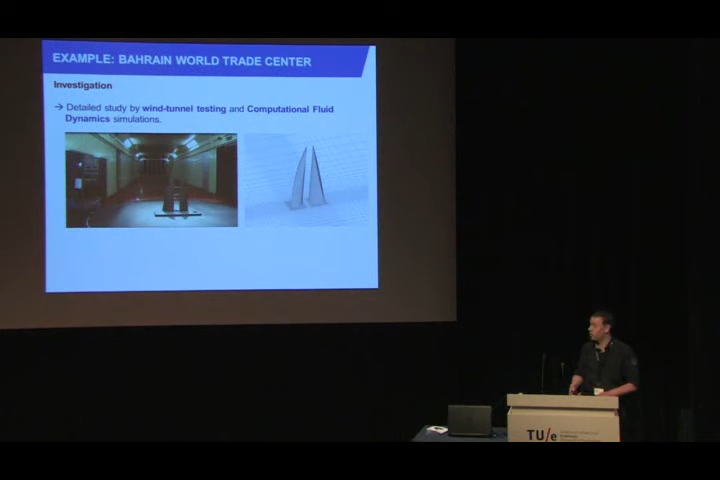 EXAMPLE: BAHRAIN WORLD TRADE CENTER
Investigation
→ Detailed study by wind-tunnel testing and Computational Fluid
Dynamics simulations.
TU/e